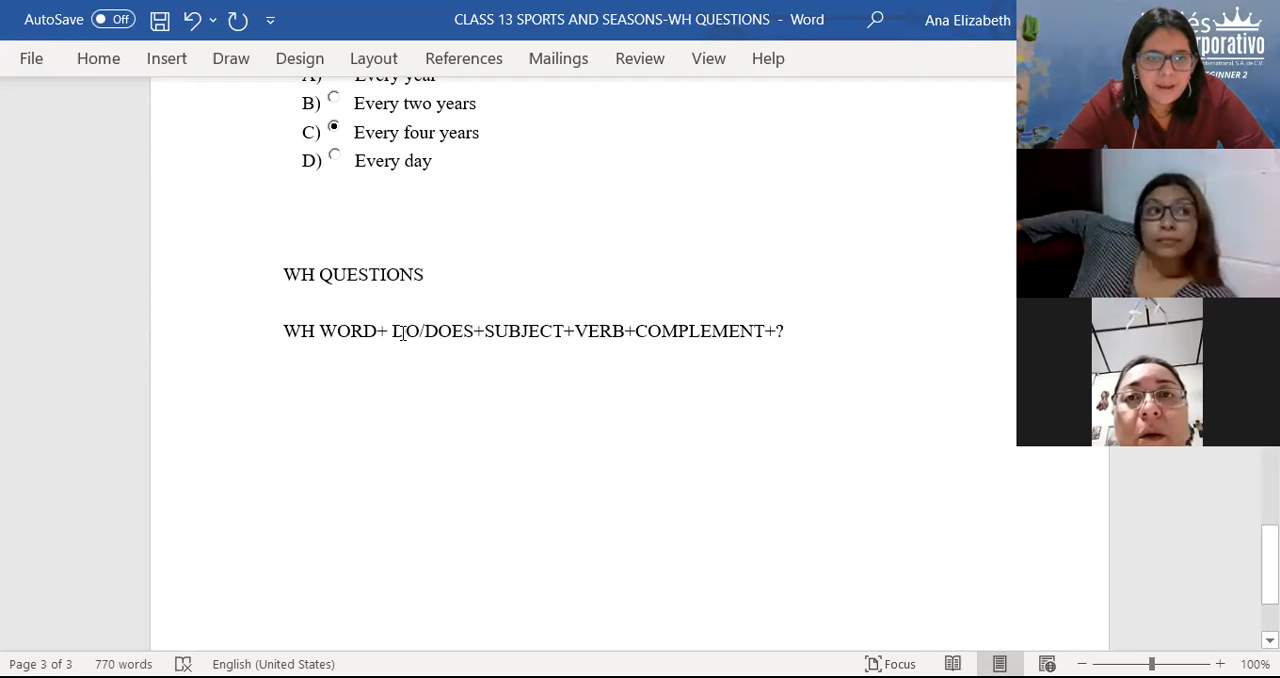 AutoSave Off CLASS 13 SPORTS AND SEASONS-WH QUESTIONS - Word Ana Elizabeth
File Home Insert Draw Design Layout References Mailings Review View Help
A) Every year
B) Every two years
C) Every four years
D) Every day
WH QUESTIONS
WH WORD+ DO/DOES+SUBJECT+VERB+COMPLEMENT+?
Page 3 of 3 770 words English (United States) Focus 100%